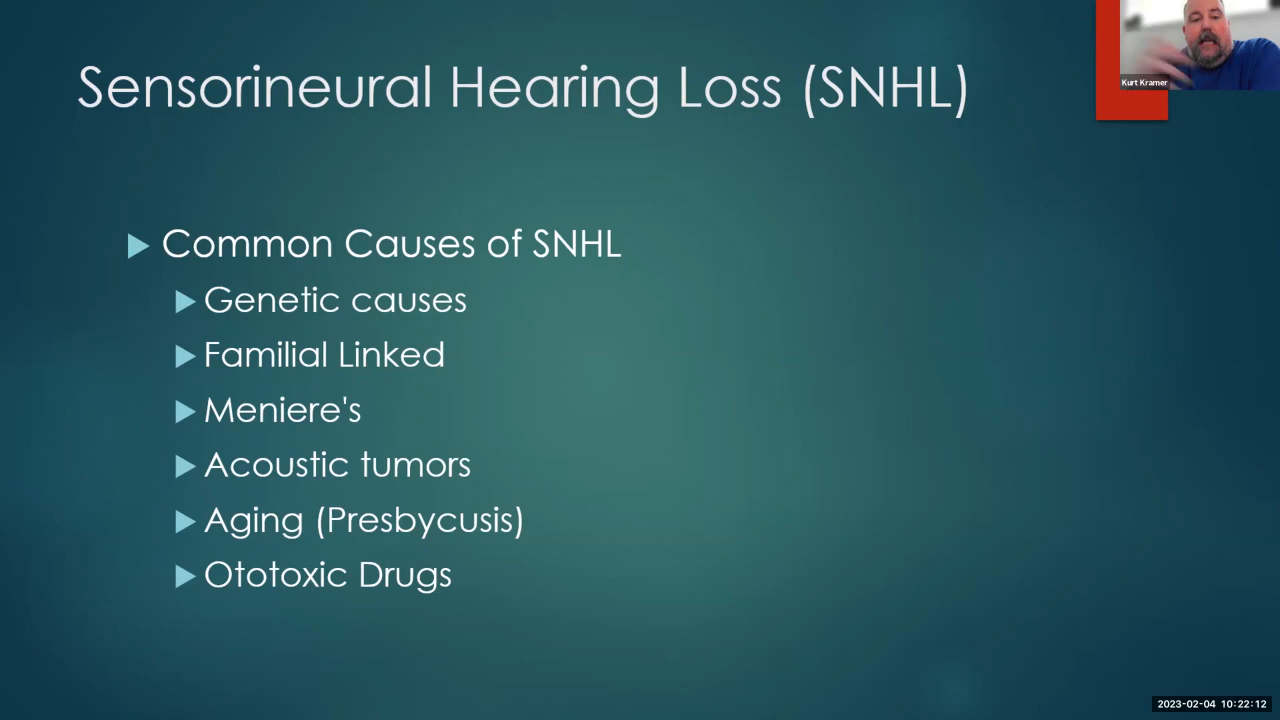 Sensorineural Hearing Loss (SNHL)
Kurt Kramer
Common Causes of SNHL
Genetic causes
Familial Linked
Meniere's
Acoustic tumors
Aging (Presbycusis)
Ototoxic Drugs
2023-02-04 10:22:12